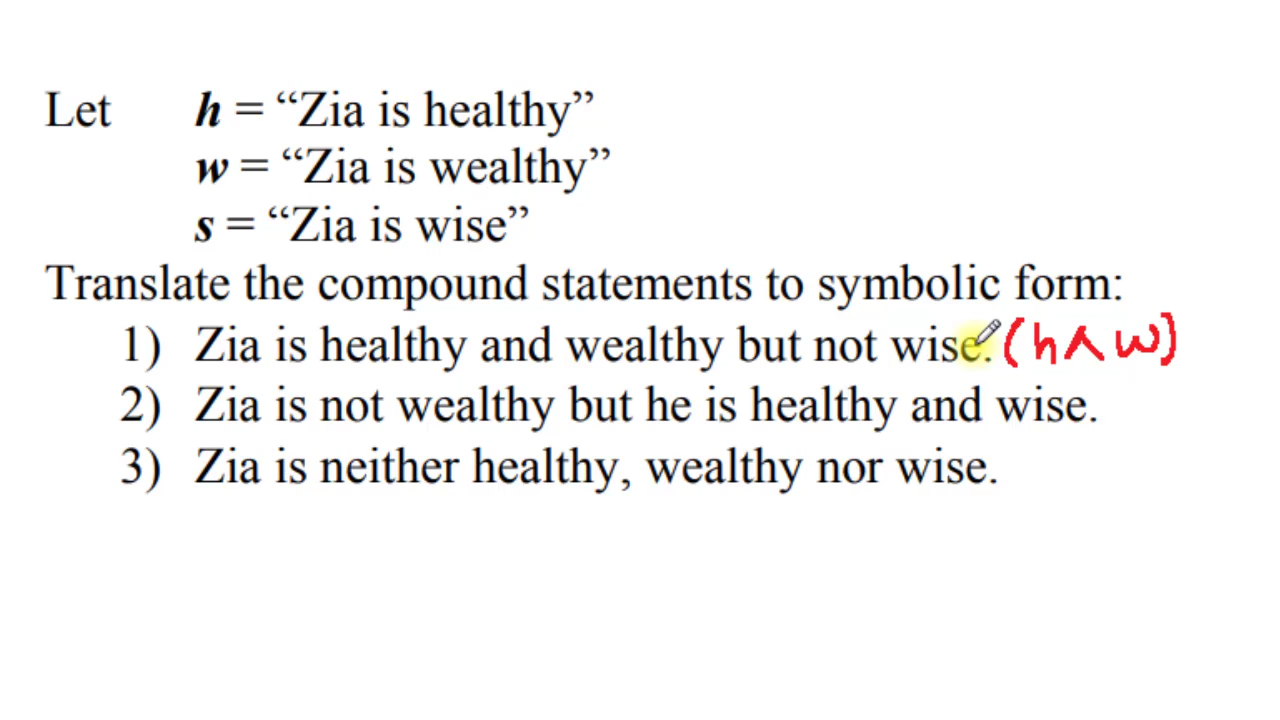 Let h = “Zia is healthy”
w = “Zia is wealthy”
s = “Zia is wise”
Translate the compound statements to symbolic form:
1) Zia is healthy and wealthy but not wise. (h ∧ w)
2) Zia is not wealthy but he is healthy and wise.
3) Zia is neither healthy, wealthy nor wise.